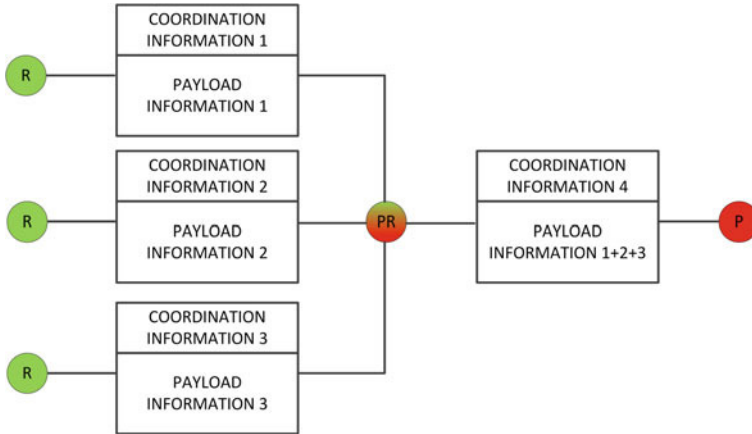 COORDINATION
INFORMATION 1
R
PAYLOAD
INFORMATION 1
COORDINATION
INFORMATION 2
R
PAYLOAD
INFORMATION 2
PR
COORDINATION
INFORMATION 4
PAYLOAD
INFORMATION 1+2+3
P
COORDINATION
INFORMATION 3
R
PAYLOAD
INFORMATION 3